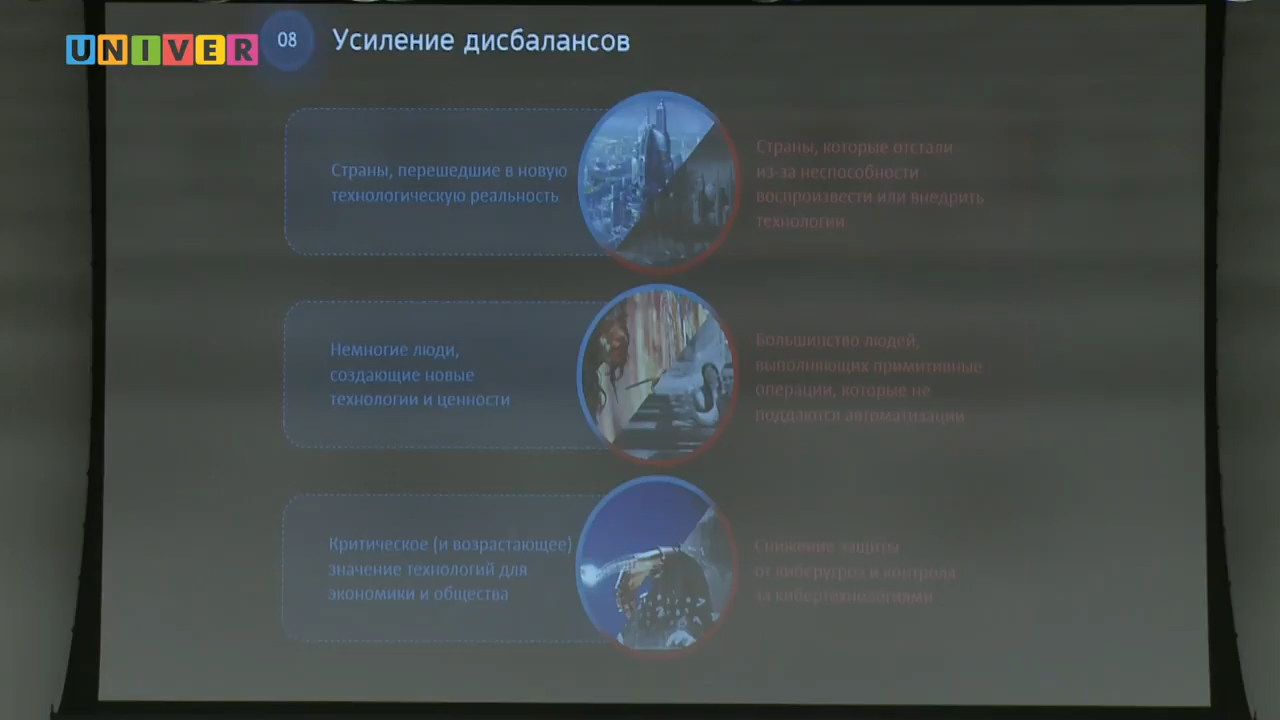 UNIVER
08
Усиление дисбалансов
Страны, перешедшие в новую
технологическую реальность
Страны, которые отстали
из-за неспособности
воспроизвести или внедрить
технологии
Немногие люди,
создающие новые
технологии и ценности
Большинство людей,
выполняющих примитивные
операции, которые не
поддаются автоматизации
Критическое (и возрастающее)
значение технологий для
экономики и общества
Снижение защиты
от киберугроз и контроля
за кибертехнологиями